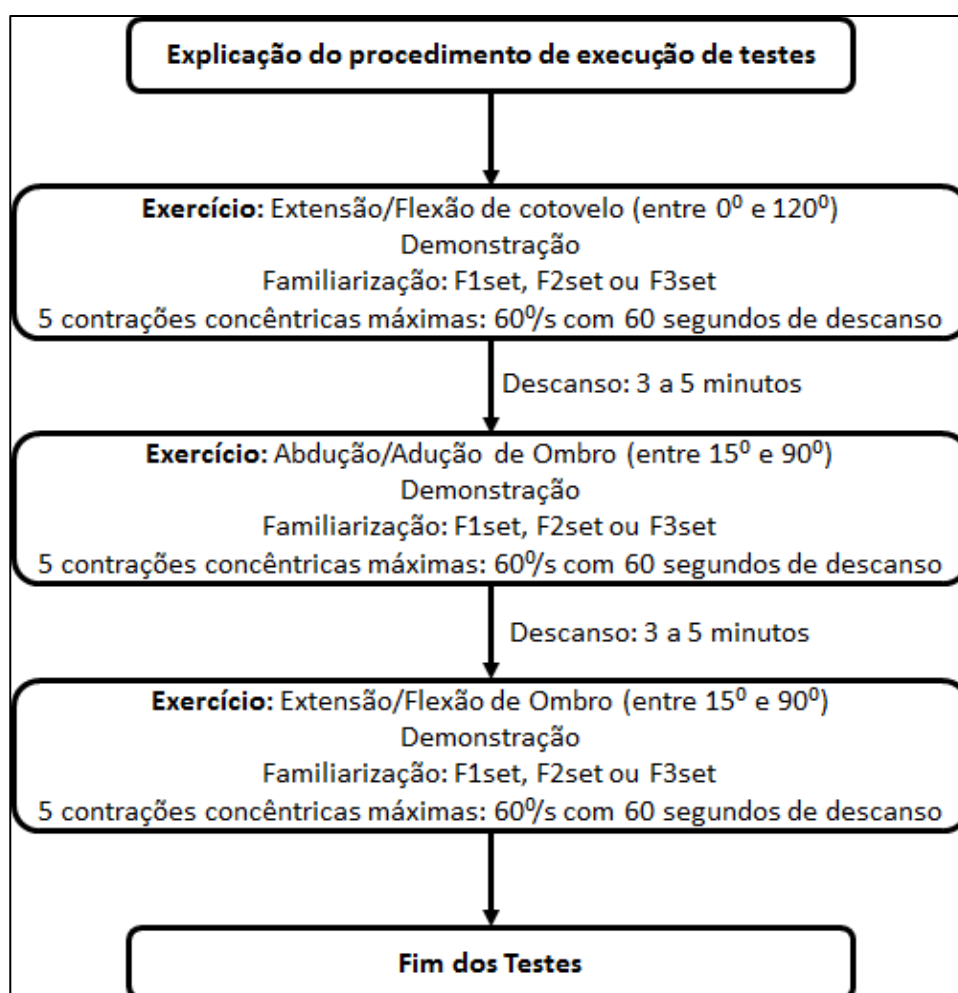 Explicação do procedimento de execução de testes
Exercício: Extensão/Flexão de cotovelo (entre 0⁰ e 120⁰)
Demonstração
Familiarização: F1set, F2set ou F3set
5 contrações concêntricas máximas: 60⁰/s com 60 segundos de descanso
Descanso: 3 a 5 minutos
Exercício: Abdução/Adução de Ombro (entre 15⁰ e 90⁰)
Demonstração
Familiarização: F1set, F2set ou F3set
5 contrações concêntricas máximas: 60⁰/s com 60 segundos de descanso
Descanso: 3 a 5 minutos
Exercício: Extensão/Flexão de Ombro (entre 15⁰ e 90⁰)
Demonstração
Familiarização: F1set, F2set ou F3set
5 contrações concêntricas máximas: 60⁰/s com 60 segundos de descanso
Fim dos Testes